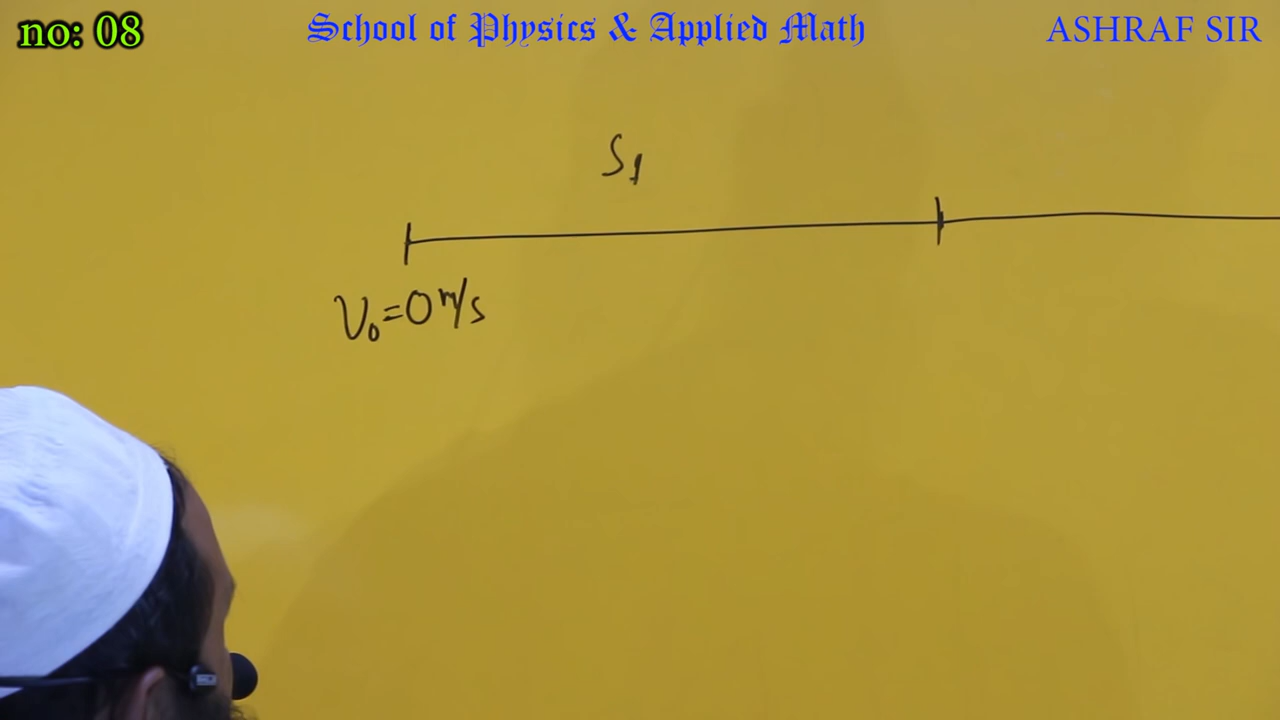 no: 08
School of Physics & Applied Math
ASHRAF SIR
S₁
V₀=0 m/s